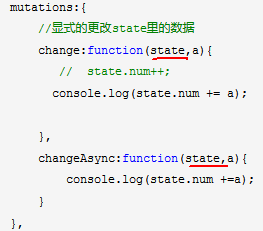 mutations:{
//显式的更改state里的数据
change:function(state,a){
// state.num++;
console.log(state.num += a);
},
changeAsync:function(state,a){
console.log(state.num +=a);
}
},